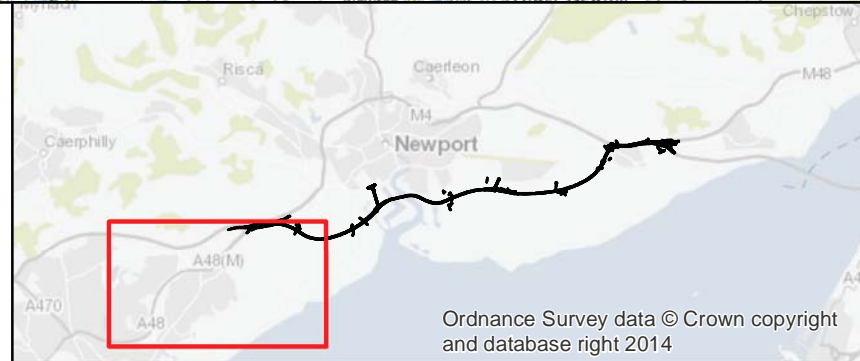 Chepstow
Risca
Caerleon
M48
M4
Caerphilly
Newport
A48(M)
A470
A48
Ordnance Survey data © Crown copyright
and database right 2014